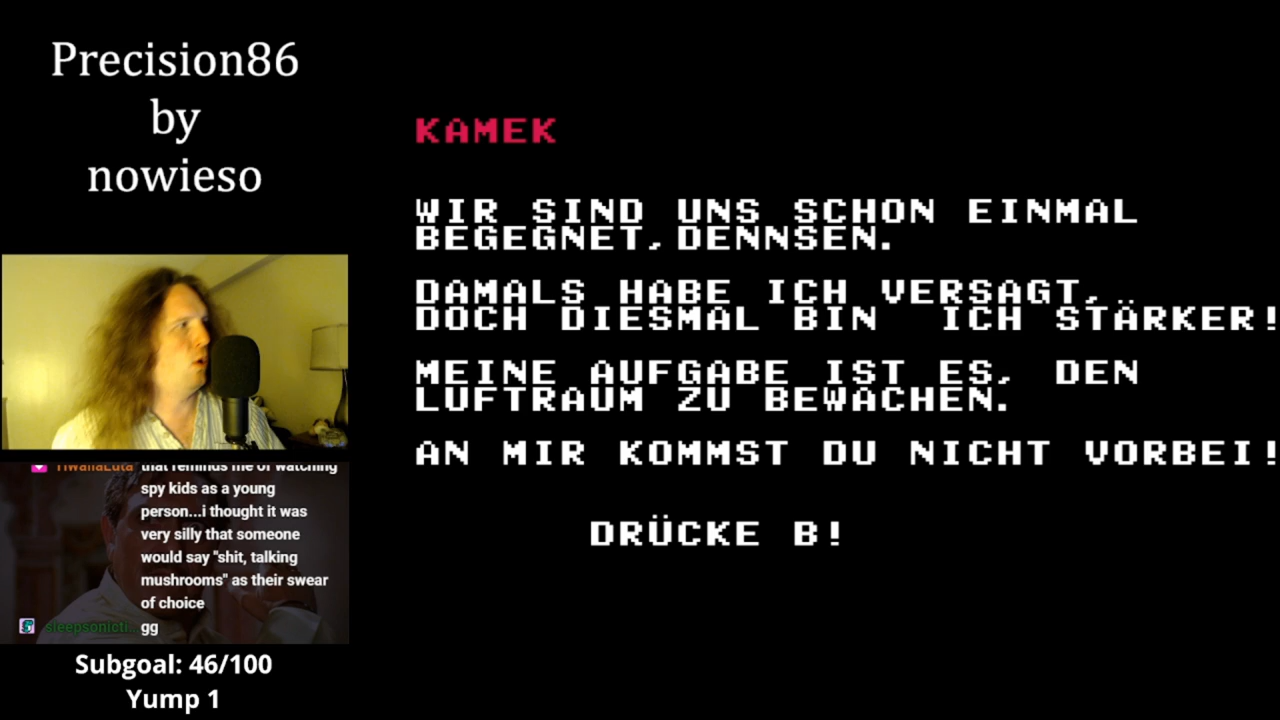 Precision86
by
nowieso
KAMEK
WIR SIND UNS SCHON EINMAL
BEGEGNET,DENNSEN.
DAMALS HABE ICH VERSAGT,
DOCH DIESMAL BIN ICH STÄRKER!
MEINE AUFGABE IST ES, DEN
LUFTRAUM ZU BEWACHEN.
AN MIR KOMMST DU NICHT VORBEI!
DRÜCKE B!
that reminds me of watching
spy kids as a young
person...i thought it was
very silly that someone
would say "shit, talking
mushrooms" as their swear
of choice
sleepsonicti.. gg
Subgoal: 46/100
Yump 1